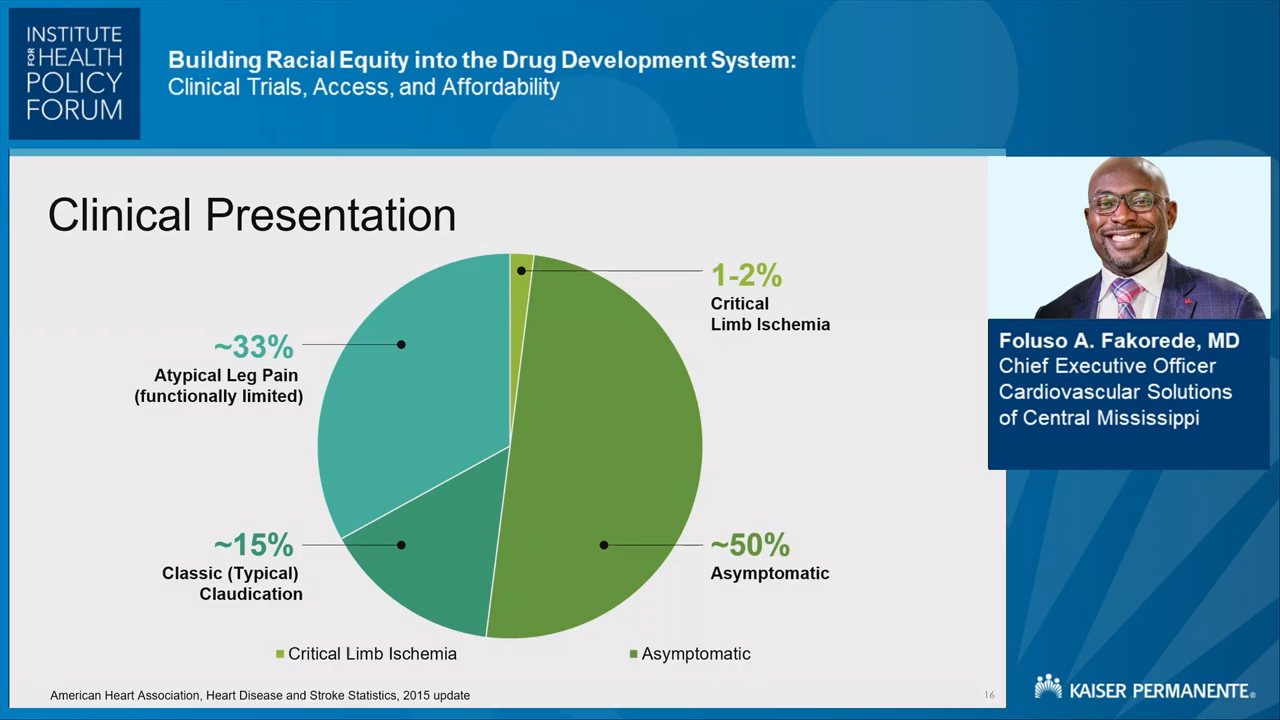 INSTITUTE
FOR HEALTH
POLICY
FORUM
Building Racial Equity into the Drug Development System:
Clinical Trials, Access, and Affordability
Clinical Presentation
1-2%
Critical
Limb Ischemia
~33%
Atypical Leg Pain
(functionally limited)
~15%
Classic (Typical)
Claudication
~50%
Asymptomatic
Critical Limb Ischemia
Asymptomatic
American Heart Association, Heart Disease and Stroke Statistics, 2015 update
16
Foluso A. Fakorede, MD
Chief Executive Officer
Cardiovascular Solutions
of Central Mississippi
KAISER PERMANENTE®